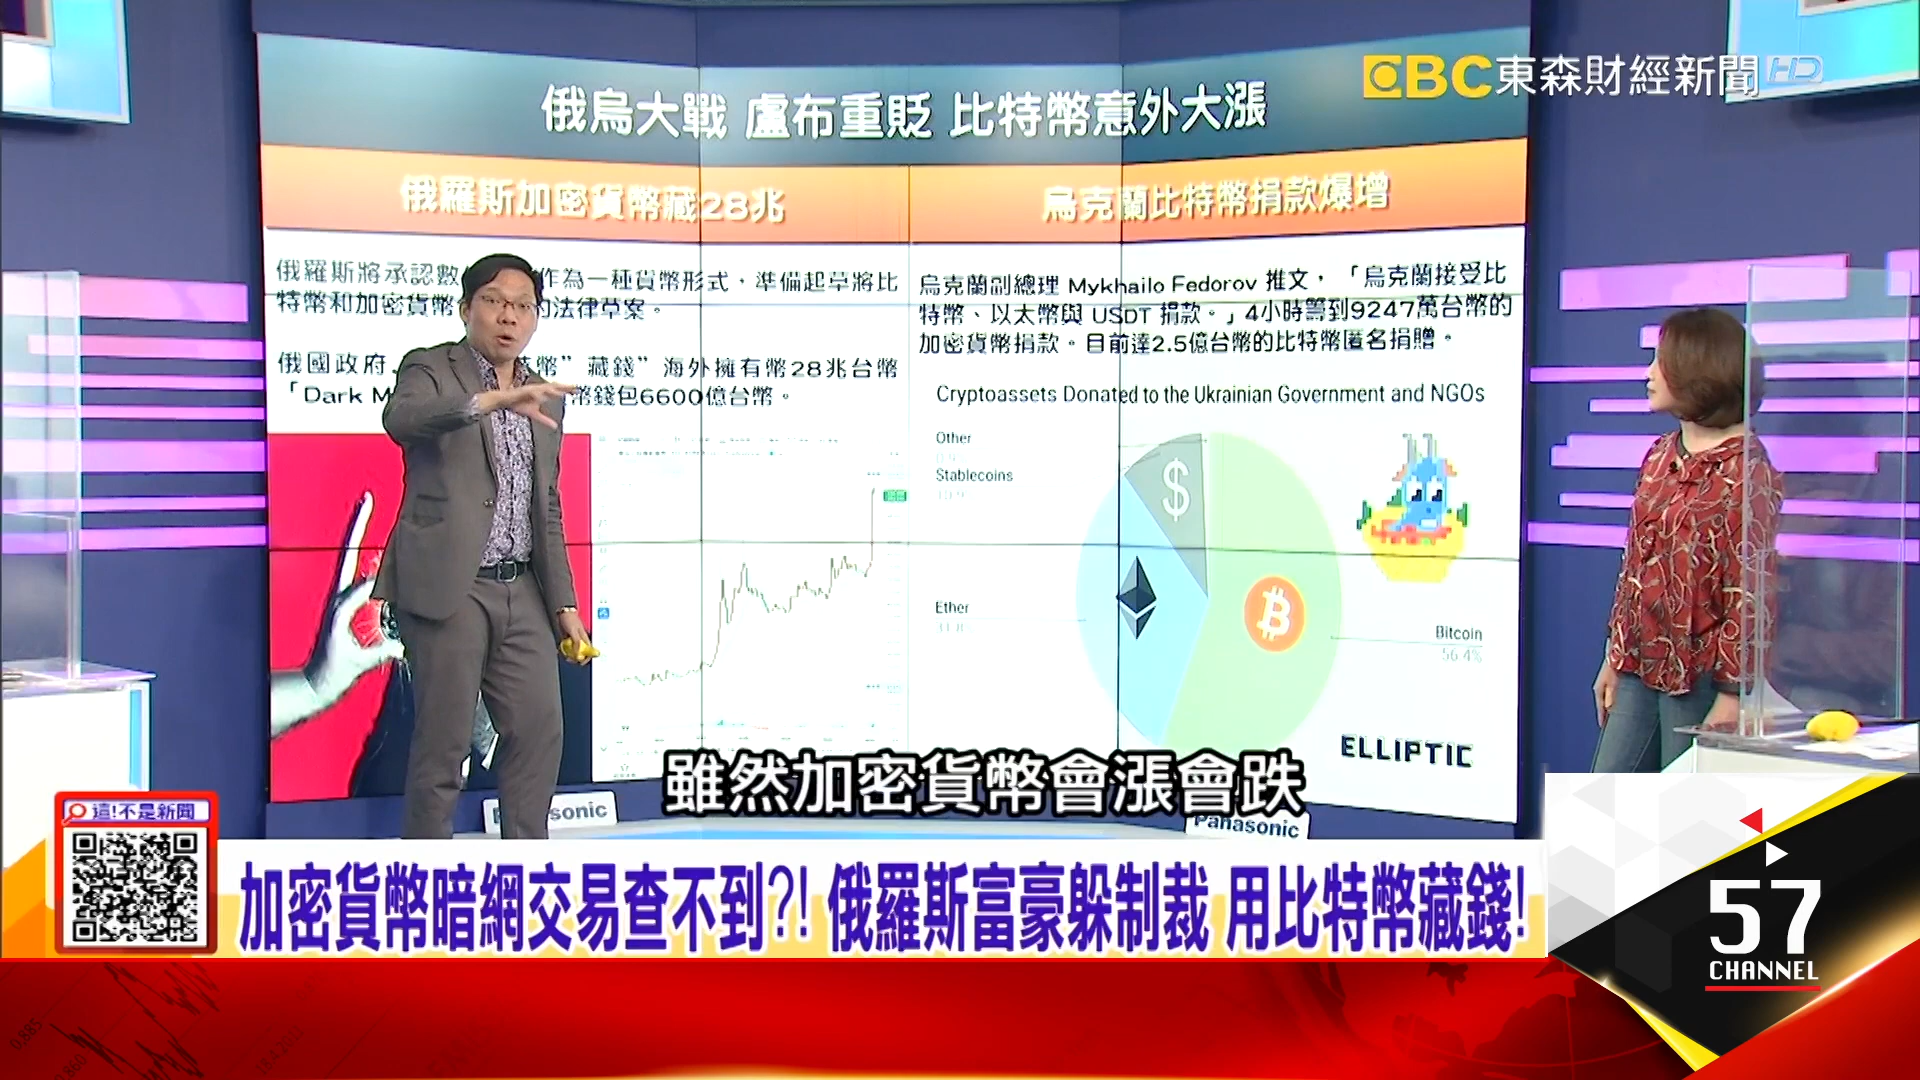 EBC東森財經新聞HD
俄烏大戰 盧布重貶 比特幣意外大漲
俄羅斯加密貨幣藏28兆
俄羅斯將承認數
作為一種貨幣形式，準備起草將比
特幣和加密貨幣
的法律草案。
俄國政府
幣”藏錢”海外擁有幣28兆台幣
「Dark M
幣錢包6600億台幣。
烏克蘭比特幣捐款爆增
烏克蘭副總理 Mykhailo Fedorov 推文，「烏克蘭接受比
特幣、以太幣與 USDT 捐款。」4小時籌到9247萬台幣的
加密貨幣捐款。目前達2.5億台幣的比特幣匿名捐贈。
Cryptoassets Donated to the Ukrainian Government and NGOs
Other
Stablecoins
Ether
Bitcoin
56.4%
ELLIPTIC
Panasonic
雖然加密貨幣會漲會跌
這!不是新聞
加密貨幣暗網交易查不到?! 俄羅斯富豪躲制裁 用比特幣藏錢!
57
CHANNEL